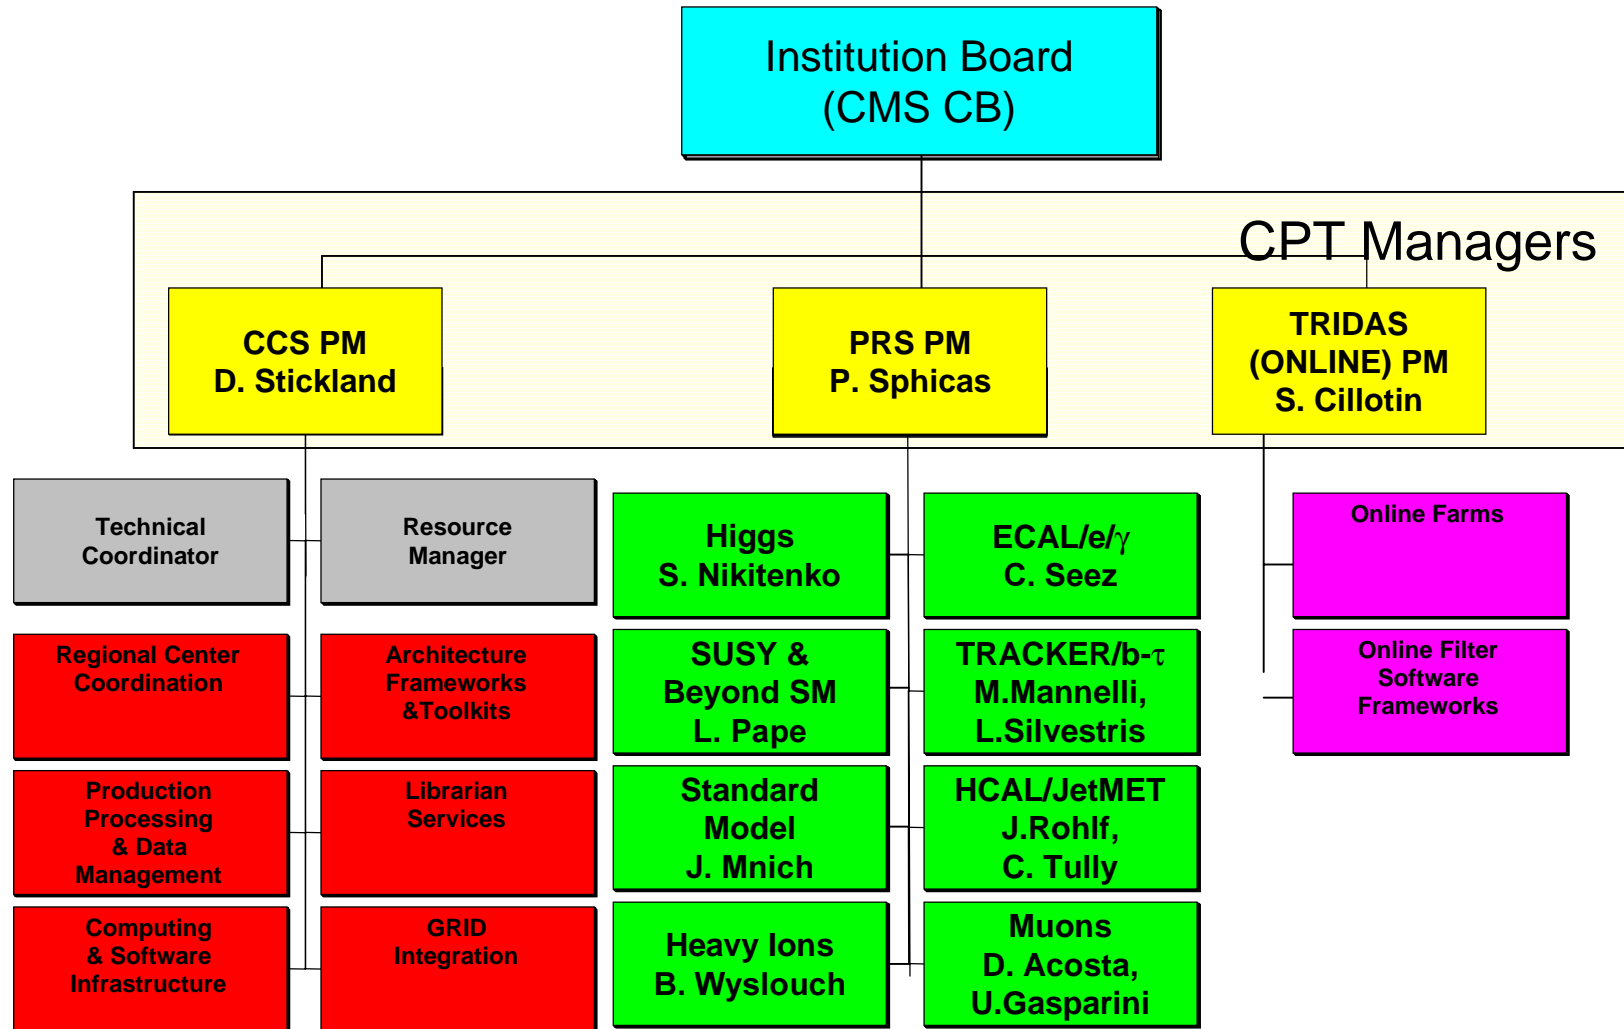 Institution Board
(CMS CB)
CPT Managers
CCS PM
D. Stickland
PRS PM
P. Sphicas
TRIDAS
(ONLINE) PM
S. Cillotin
Technical
Coordinator
Resource
Manager
Higgs
S. Nikitenko
ECAL/e/γ
C. Seez
Online Farms
Regional Center
Coordination
Architecture
Frameworks
&Toolkits
SUSY &
Beyond SM
L. Pape
TRACKER/b-τ
M.Mannelli,
L.Silvestris
Online Filter
Software
Frameworks
Production
Processing
& Data
Management
Librarian
Services
Standard
Model
J. Mnich
HCAL/JetMET
J.Rohlf,
C. Tully
Computing
& Software
Infrastructure
GRID
Integration
Heavy Ions
B. Wyslouch
Muons
D. Acosta,
U.Gasparini